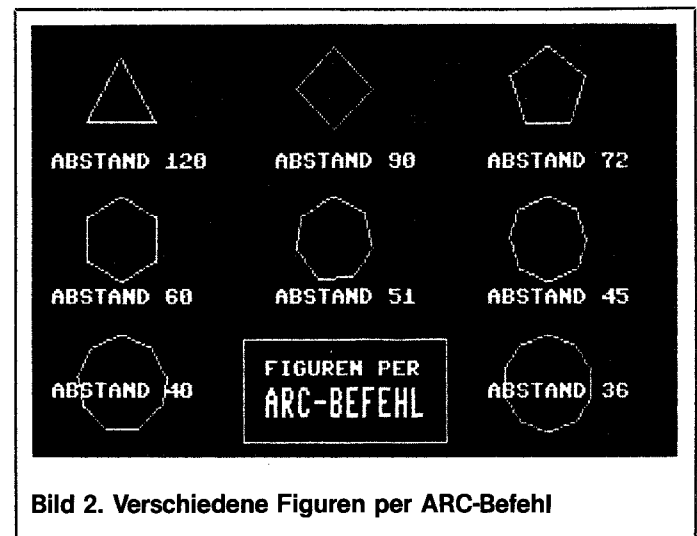 ABSTAND 120 ABSTAND 90 ABSTAND 72
ABSTAND 60 ABSTAND 51 ABSTAND 45
FIGUREN PER
ABSTAND 40 ARC-BEFEHL ABSTAND 36
Bild 2. Verschiedene Figuren per ARC-Befehl